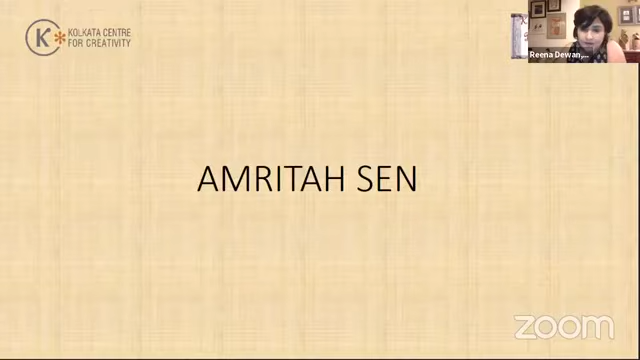 K
KOLKATA CENTRE
FOR CREATIVITY
Reena Dewan,...
AMRITAH SEN
zoom